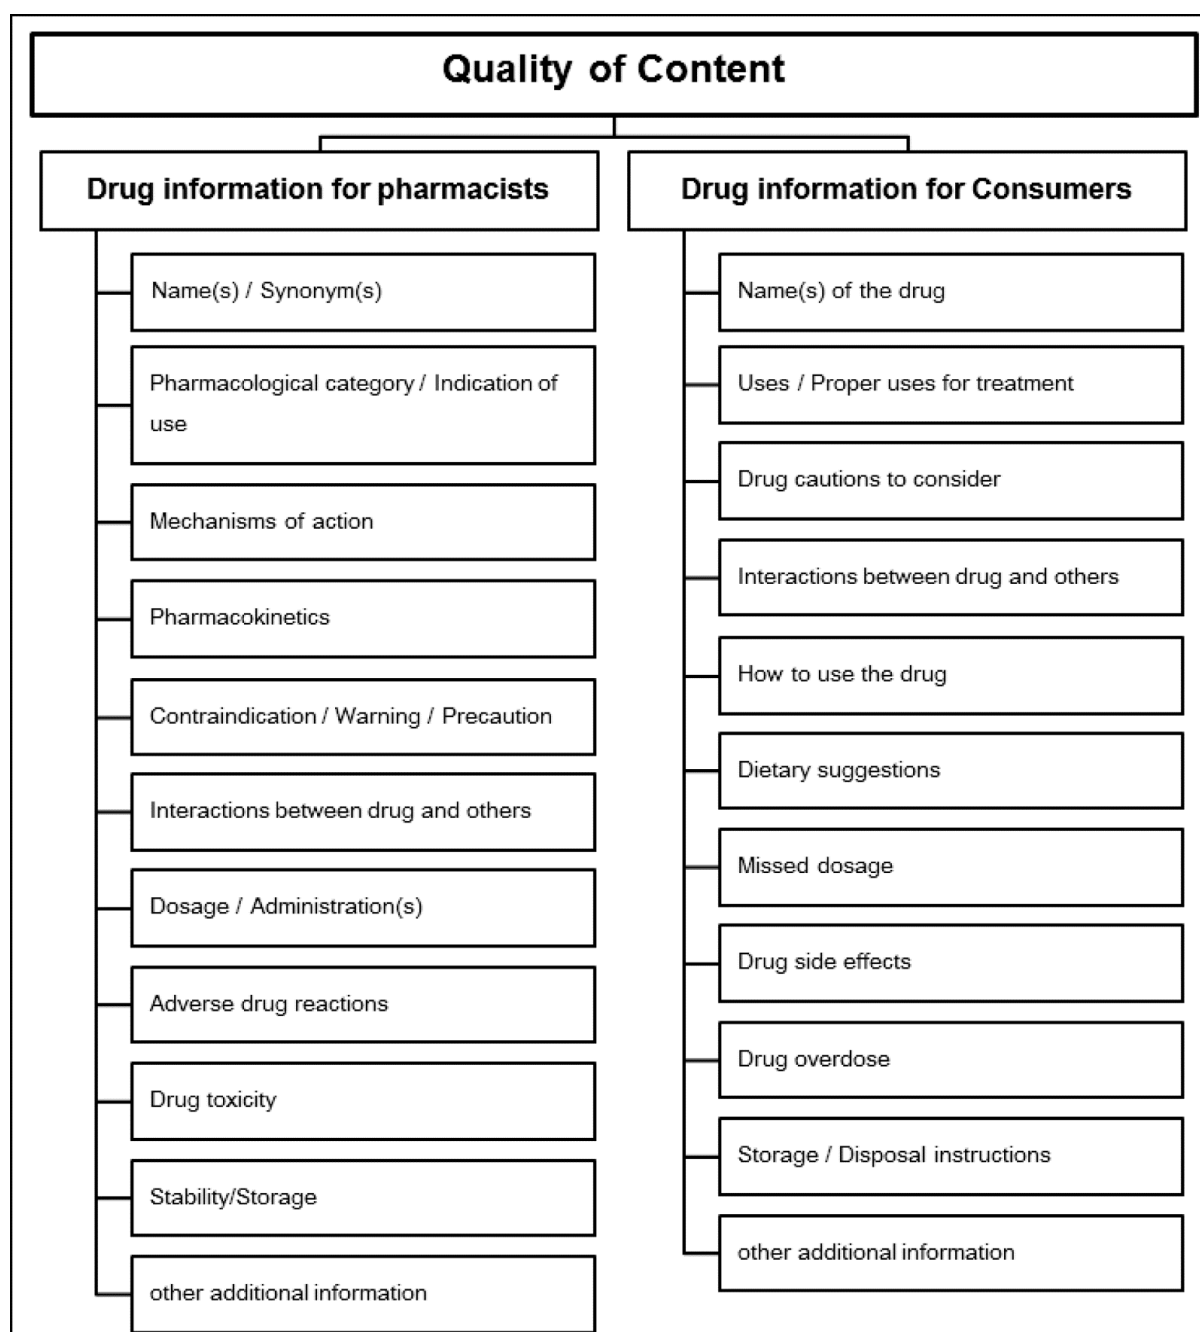 Quality of Content
Drug information for pharmacists
Name(s) / Synonym(s)
Pharmacological category / Indication of
use
Mechanisms of action
Pharmacokinetics
Contraindication / Warning / Precaution
Interactions between drug and others
Dosage / Administration(s)
Adverse drug reactions
Drug toxicity
Stability/Storage
other additional information
Drug information for Consumers
Name(s) of the drug
Uses / Proper uses for treatment
Drug cautions to consider
Interactions between drug and others
How to use the drug
Dietary suggestions
Missed dosage
Drug side effects
Drug overdose
Storage / Disposal instructions
other additional information